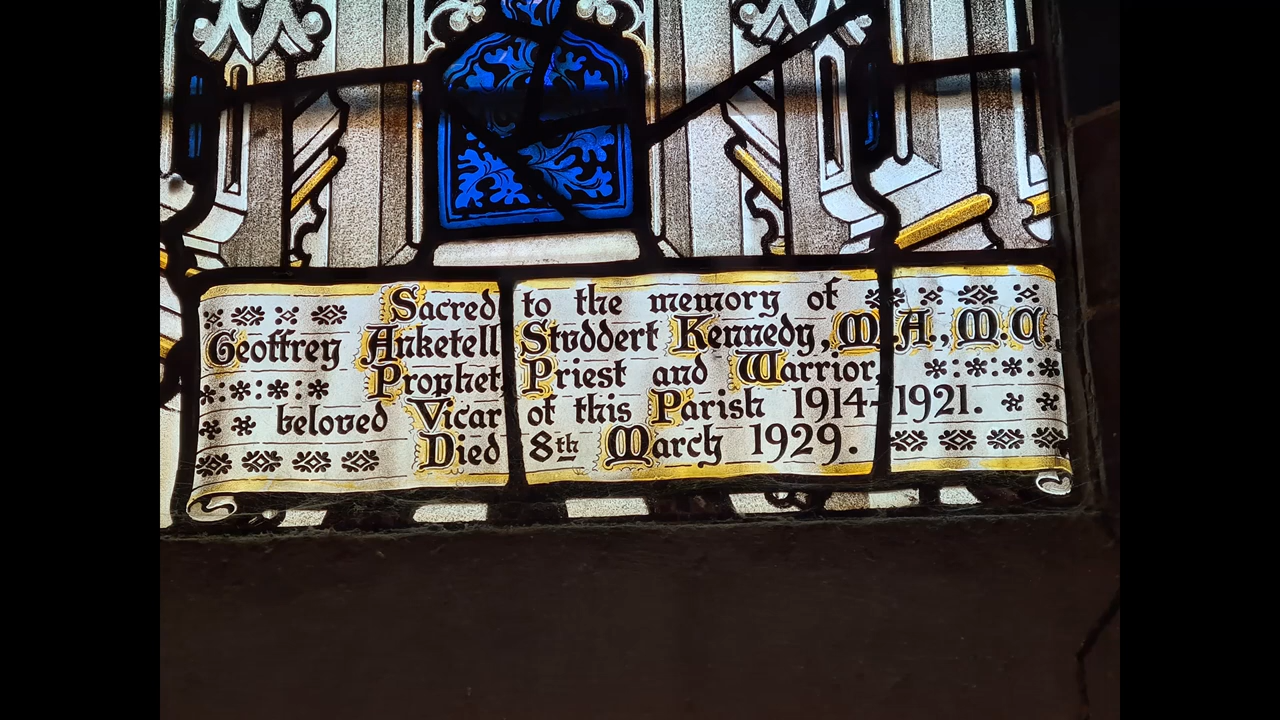 Sacred to the memory of
Geoffrey Anketell Studdert Kennedy, M.A., M.C.,
Prophet, Priest and Warrior,
beloved Vicar of this Parish 1914-1921.
Died 8th March 1929.